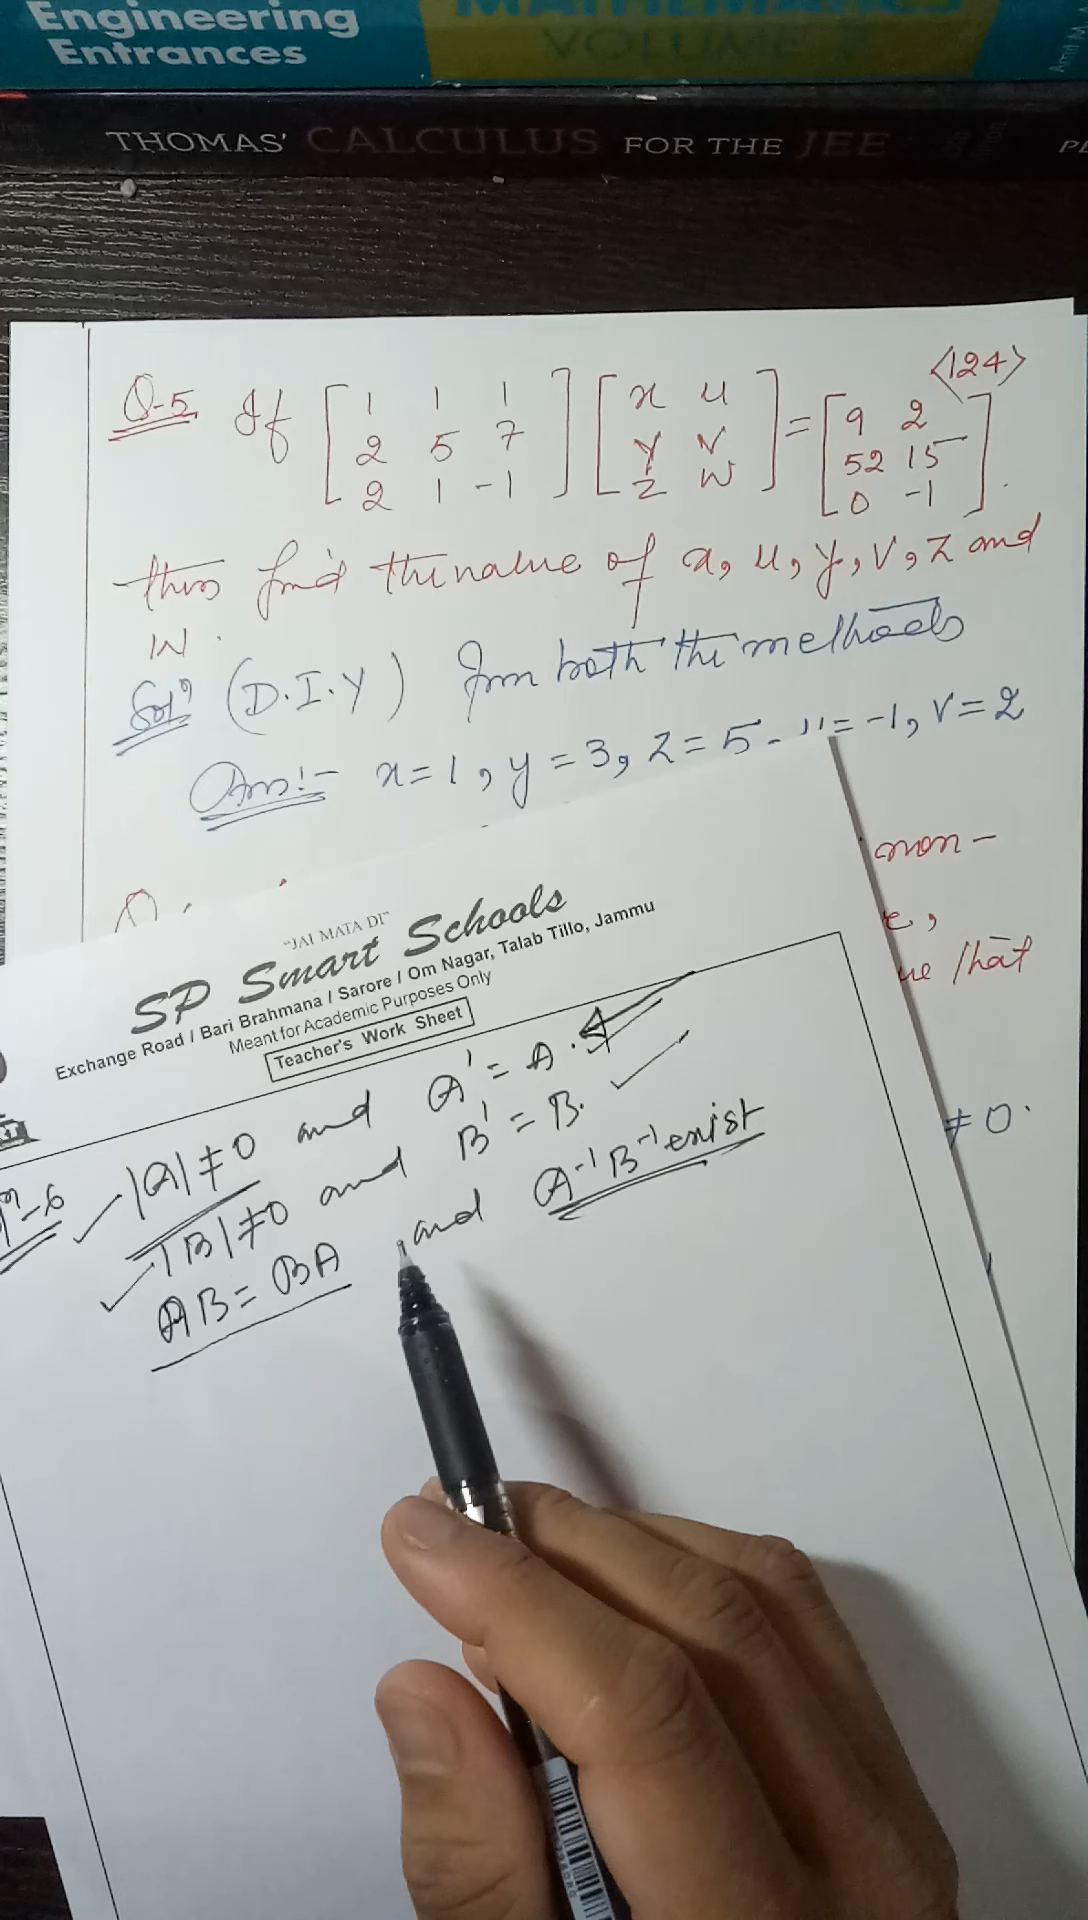 Engineering
Entrances
MATHEMATICS
VOLUME
THOMAS' CALCULUS FOR THE JEE
<124>
Q-5 If [1 1 1 [x u = [9 2
2 5 7 y v 52 15
2 1 -1] z w] 0 -1].
then find the value of x, u, y, v, z and
w.
Sol^n (D.I.Y) from both the methods
Ans:- x=1, y=3, z=5, u=-1, v=2
non-
e,
ve that
≠0.
"JAI MATA DI"
SP Smart Schools
Exchange Road / Bari Brahmana / Sarore / Om Nagar, Talab Tillo, Jammu
Meant for Academic Purposes Only
Teacher's Work Sheet
n-6 |A|≠0 and A'=A.
|B|≠0 and B'=B.
AB=BA and A^-1 B^-1 exist